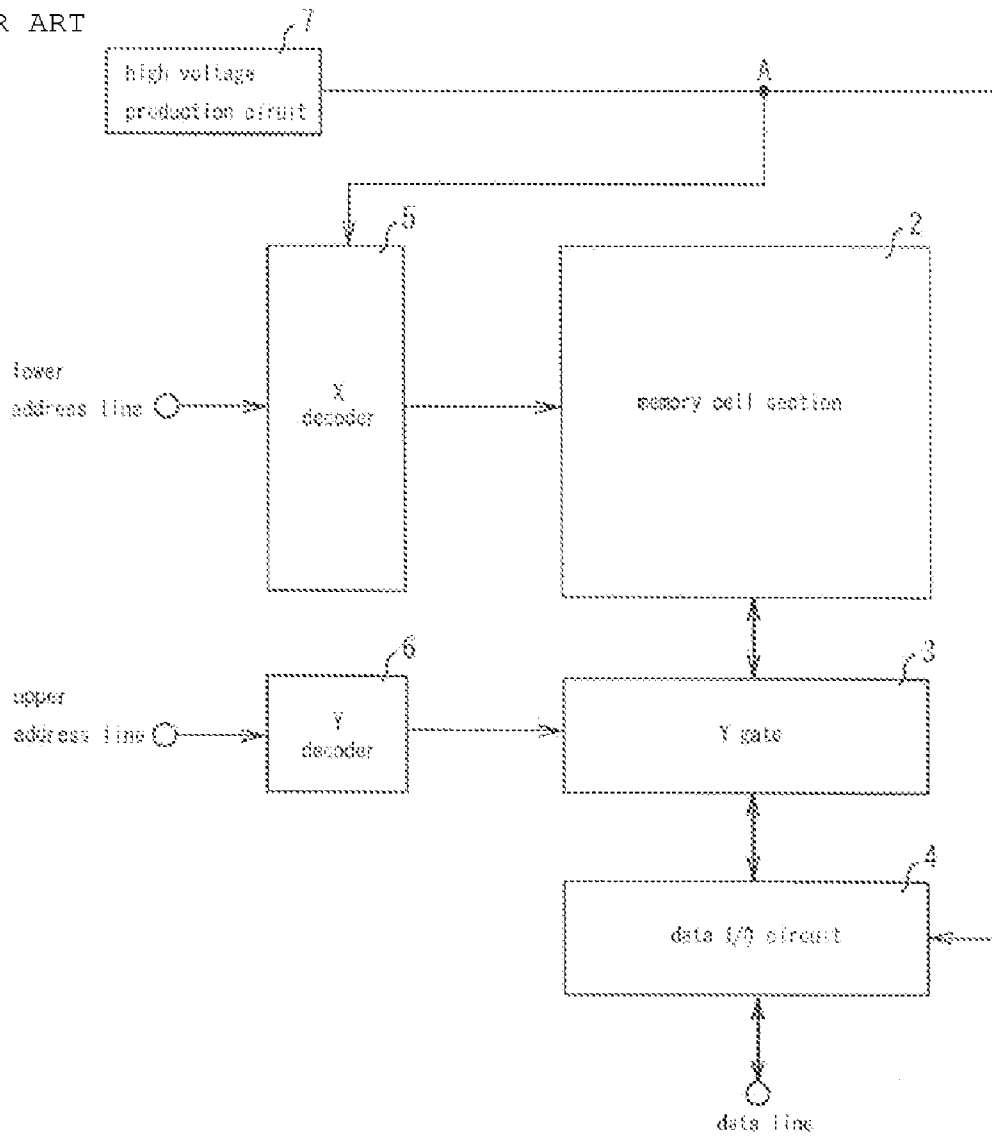 R ART
7
high voltage
production ciruit
A
5
2
lower
address line
X
decoder
memory cell section
6
3
upper
address line
Y
decoder
Y gate
4
data I/O circuit
data line